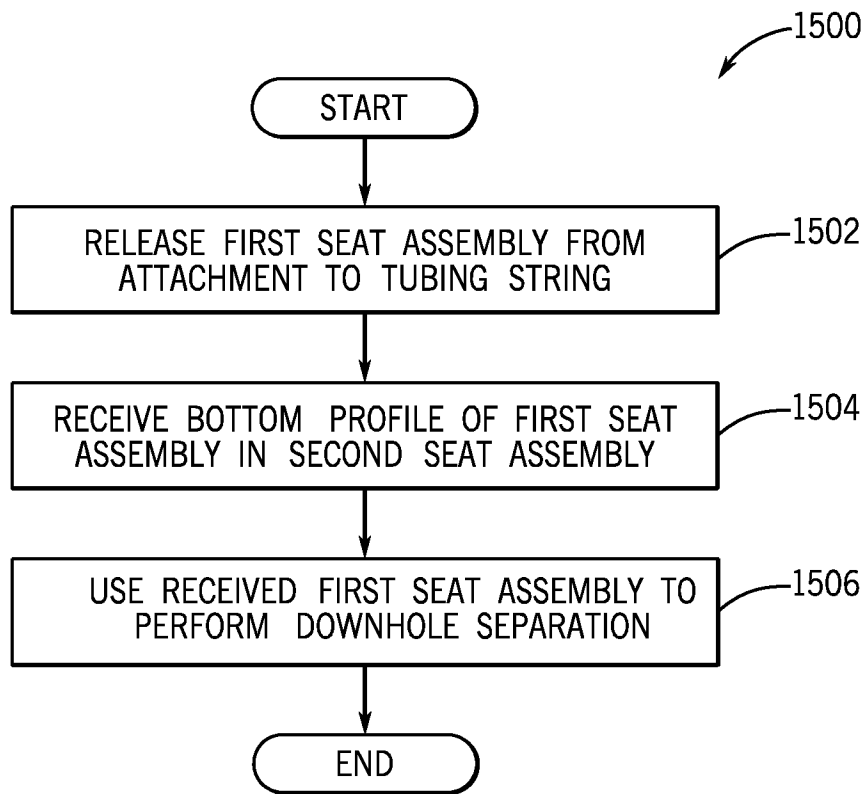 1500
START
RELEASE FIRST SEAT ASSEMBLY FROM
ATTACHMENT TO TUBING STRING
1502
RECEIVE BOTTOM PROFILE OF FIRST SEAT
ASSEMBLY IN SECOND SEAT ASSEMBLY
1504
USE RECEIVED FIRST SEAT ASSEMBLY TO
PERFORM DOWNHOLE SEPARATION
1506
END